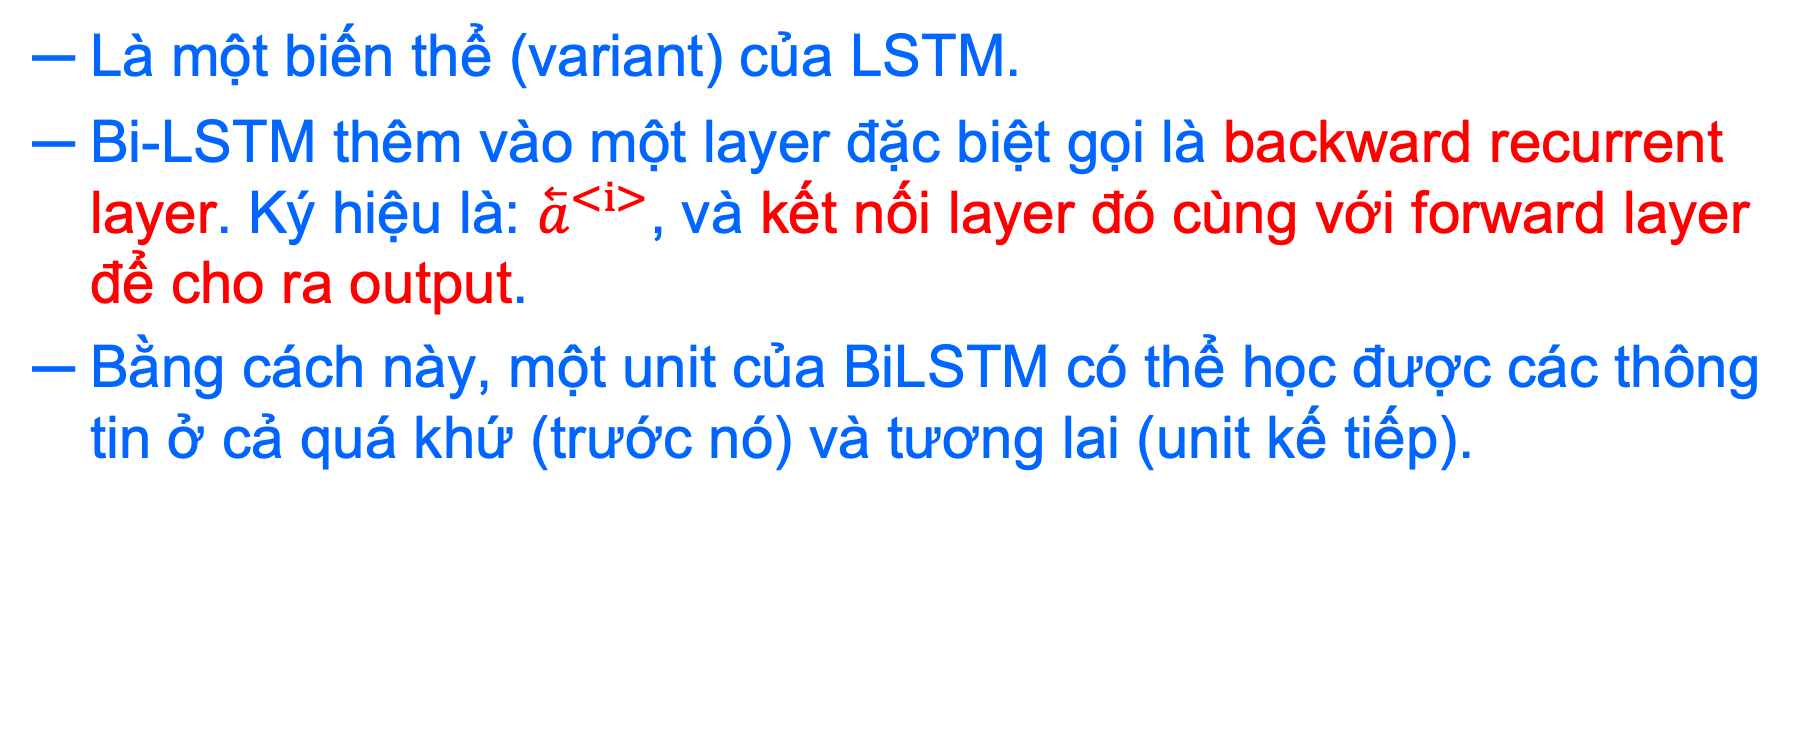 — Là một biến thể (variant) của LSTM.
— Bi-LSTM thêm vào một layer đặc biệt gọi là backward recurrent
layer. Ký hiệu là: a⃖<i>, và kết nối layer đó cùng với forward layer
để cho ra output.
— Bằng cách này, một unit của BiLSTM có thể học được các thông
tin ở cả quá khứ (trước nó) và tương lai (unit kế tiếp).